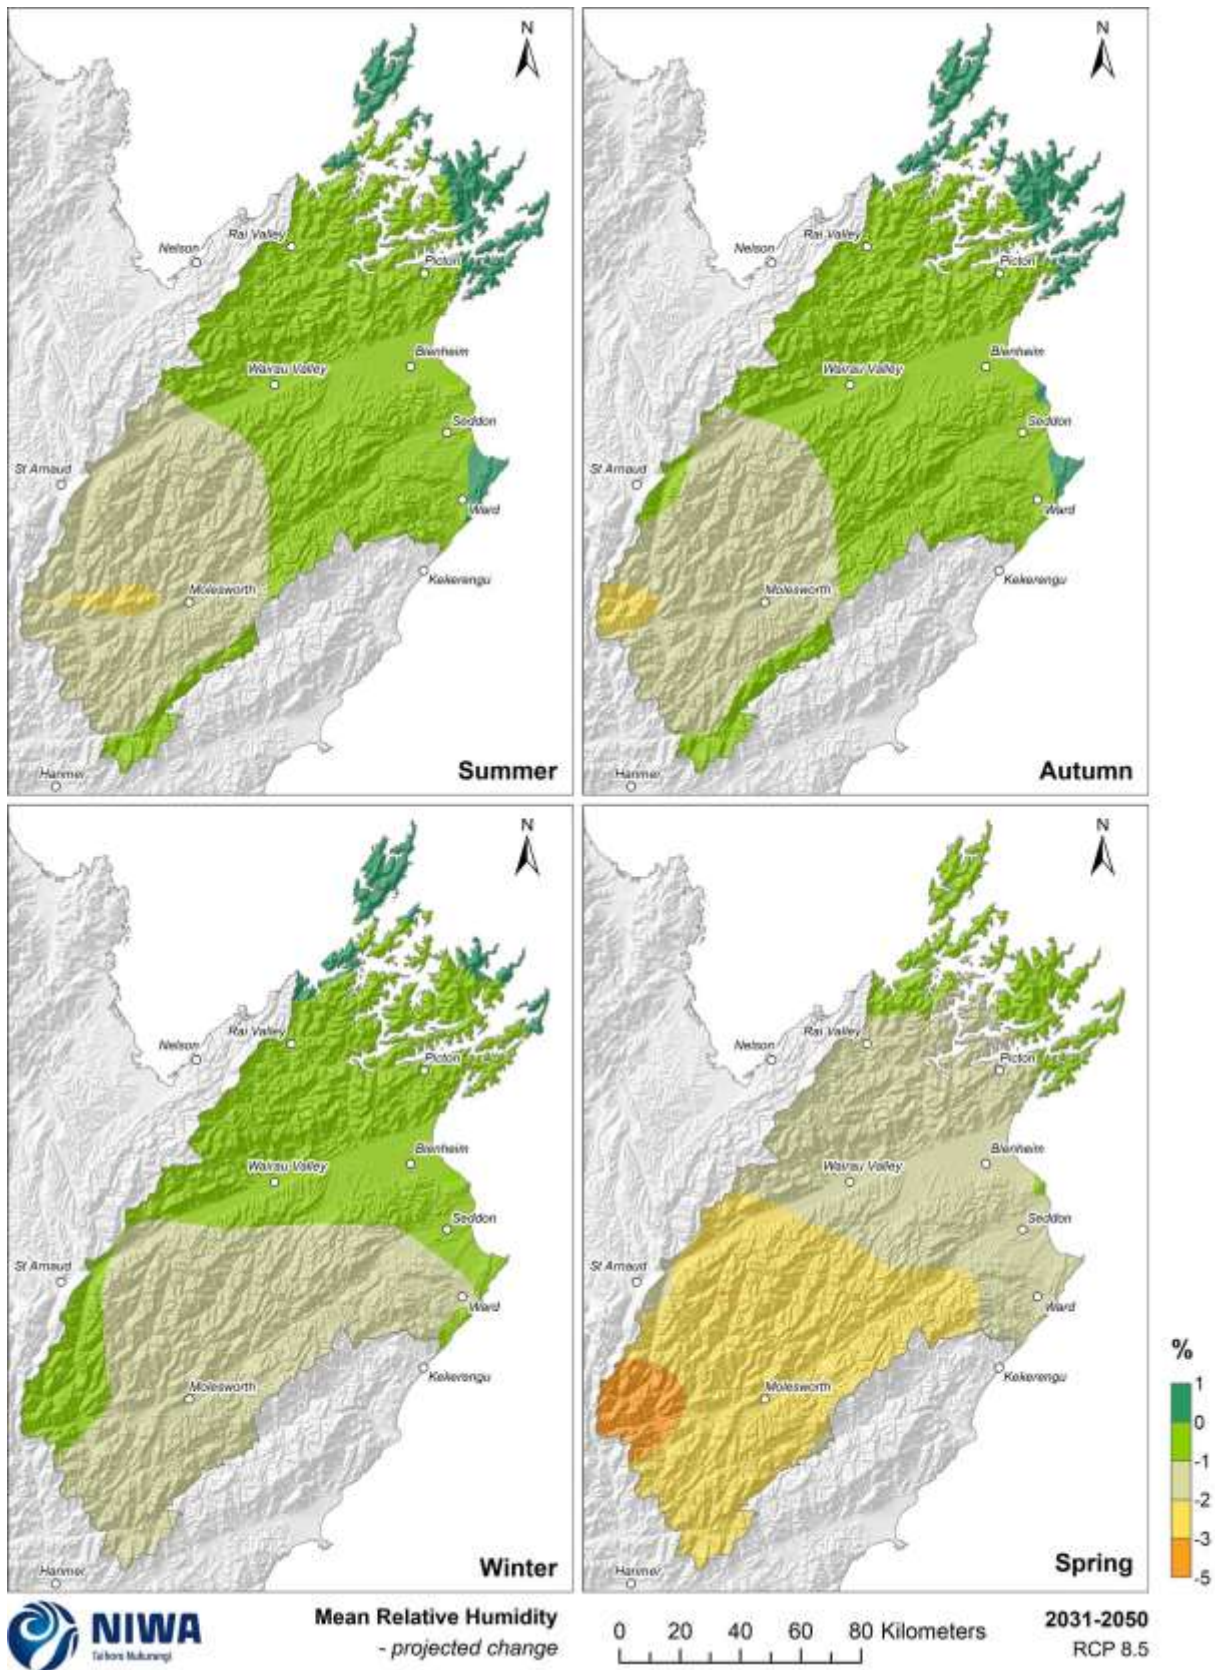 N
Nelson
Rai Valley
Picton
Blenheim
Wairau Valley
Seddon
St Arnaud
Ward
Molesworth
Kekerengu
Hanmer
Summer
N
Nelson
Rai Valley
Picton
Blenheim
Wairau Valley
Seddon
St Arnaud
Ward
Molesworth
Kekerengu
Hanmer
Autumn
N
Nelson
Rai Valley
Picton
Blenheim
Wairau Valley
Seddon
St Arnaud
Ward
Molesworth
Kekerengu
Hanmer
Winter
N
Nelson
Rai Valley
Picton
Blenheim
Wairau Valley
Seddon
St Arnaud
Ward
Molesworth
Kekerengu
Hanmer
Spring
%
1
0
-1
-2
-3
-5
NIWA
Taihoro Nukurangi
Mean Relative Humidity
- projected change
0 20 40 60 80 Kilometers
2031-2050
RCP 8.5